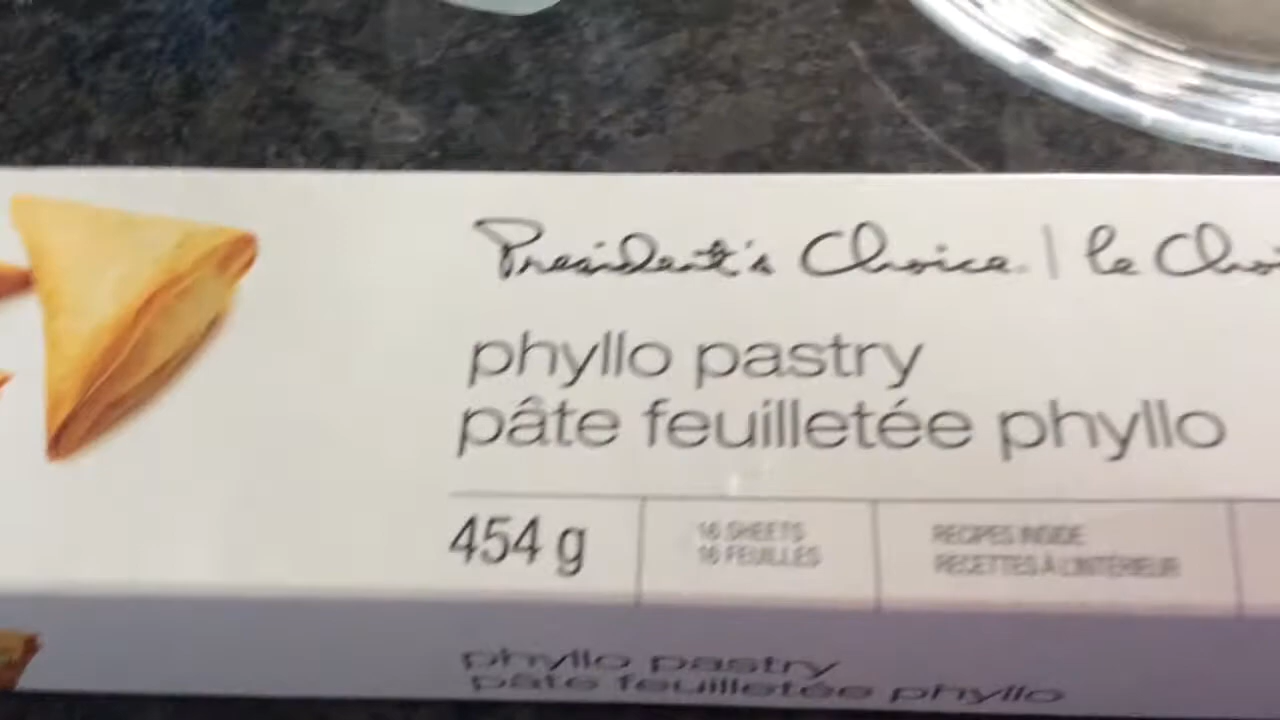 President's Choice. | le Choi
phyllo pastry
pâte feuilletée phyllo
454 g
16 SHEETS
16 FEUILLES
RECIPES INSIDE
RECETTES À L'INTÉRIEUR
phyllo pastry
pâte feuilletée phyllo